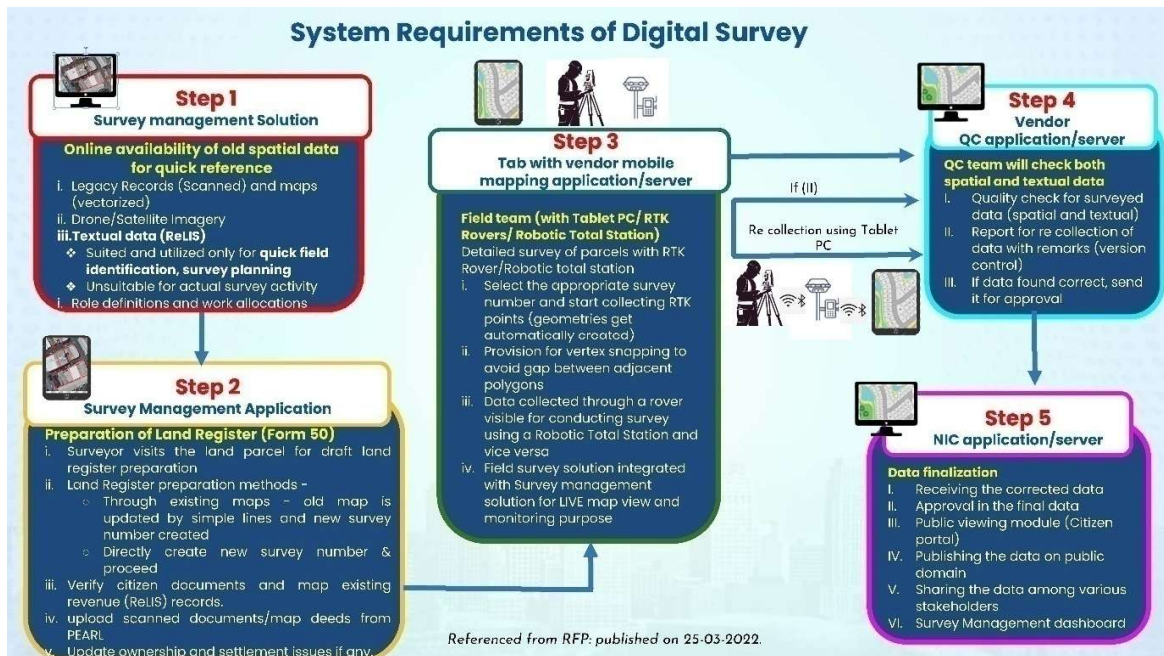 System Requirements of Digital Survey
Step 1
Survey management Solution
Online availability of old spatial data
for quick reference
i. Legacy Records (Scanned) and maps
(vectorized)
ii. Drone/Satellite Imagery
iii.Textual data (ReLIS)
❖ Suited and utilized only for quick field
identification, survey planning
❖ Unsuitable for actual survey activity
i. Role definitions and work allocations
Step 2
Survey Management Application
Preparation of Land Register (Form 50)
i. Surveyor visits the land parcel for draft land
register preparation
ii. Land Register preparation methods -
○ Through existing maps - old map is
updated by simple lines and new survey
number created
○ Directly create new survey number &
proceed
iii. Verify citizen documents and map existing
revenue (ReLIS) records.
iv. upload scanned documents/map deeds from
PEARL
v. Update ownership and settlement issues if any.
Step 3
Tab with vendor mobile
mapping application/server
Field team (with Tablet PC/ RTK
Rovers/ Robotic Total Station)
Detailed survey of parcels with RTK
Rover/Robotic total station
i. Select the appropriate survey
number and start collecting RTK
points (geometries get
automatically created)
ii. Provision for vertex snapping to
avoid gap between adjacent
polygons
iii. Data collected through a rover
visible for conducting survey
using a Robotic Total Station and
vice versa
iv. Field survey solution integrated
with Survey management
solution for LIVE map view and
monitoring purpose
If (II)
Re collection using Tablet
PC
Step 4
Vendor
QC application/server
QC team will check both
spatial and textual data
I. Quality check for surveyed
data (spatial and textual)
II. Report for re collection of
data with remarks (version
control)
III. If data found correct, send
it for approval
Step 5
NIC application/server
Data finalization
I. Receiving the corrected data
II. Approval in the final data
III. Public viewing module (Citizen
portal)
IV. Publishing the data on public
domain
V. Sharing the data among various
stakeholders
VI. Survey Management dashboard
Referenced from RFP: published on 25-03-2022.